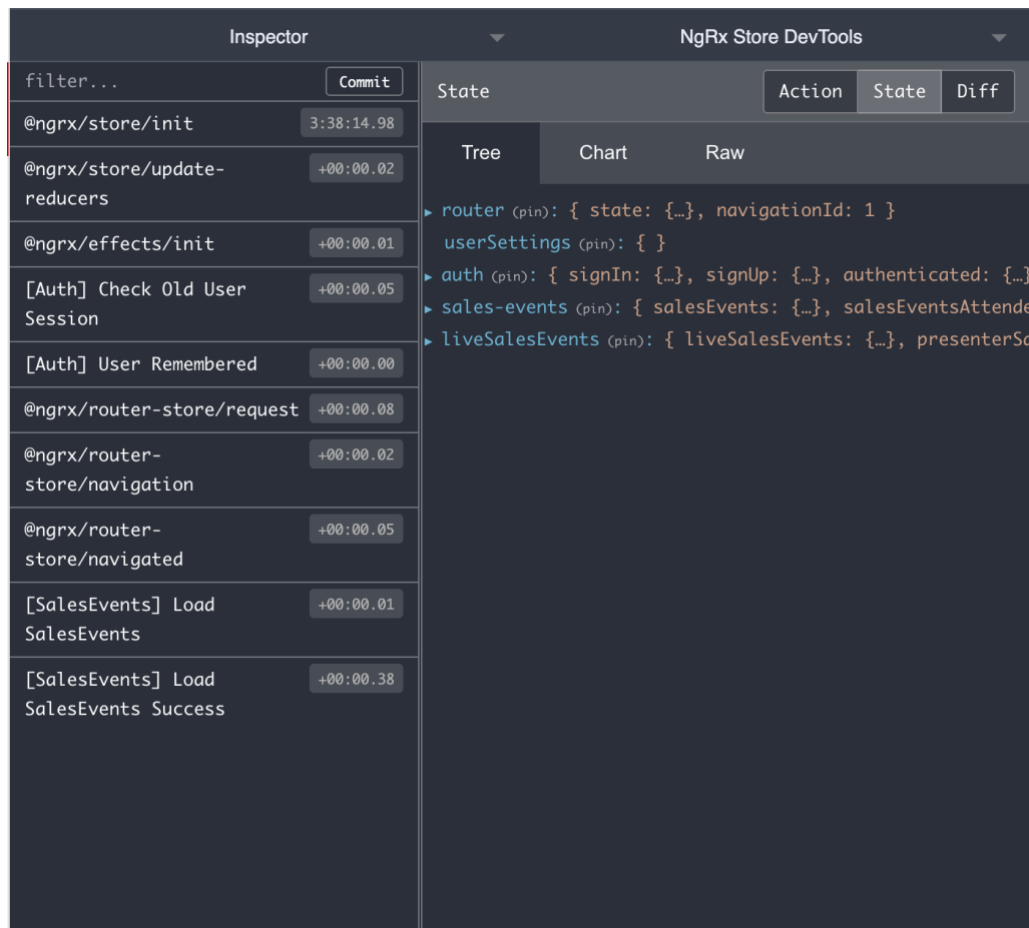 Inspector
NgRx Store DevTools
filter...
Commit
@ngrx/store/init
3:38:14.98
@ngrx/store/update-
reducers
+00:00.02
@ngrx/effects/init
+00:00.01
[Auth] Check Old User
Session
+00:00.05
[Auth] User Remembered
+00:00.00
@ngrx/router-store/request
+00:00.08
@ngrx/router-
store/navigation
+00:00.02
@ngrx/router-
store/navigated
+00:00.05
[SalesEvents] Load
SalesEvents
+00:00.01
[SalesEvents] Load
SalesEvents Success
+00:00.38
State
Action
State
Diff
Tree
Chart
Raw
▶ router (pin): { state: {…}, navigationId: 1 }
userSettings (pin): { }
▶ auth (pin): { signIn: {…}, signUp: {…}, authenticated: {…}
▶ sales-events (pin): { salesEvents: {…}, salesEventsAttende
▶ liveSalesEvents (pin): { liveSalesEvents: {…}, presenterSa